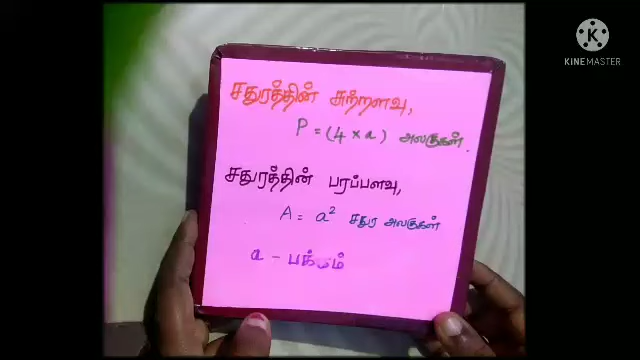 சதுரத்தின் சுற்றளவு,
P = (4 × a) அலகுகள்.
சதுரத்தின் பரப்பளவு,
A = a² சதுர அலகுகள்
a - பக்கம்
KINEMASTER